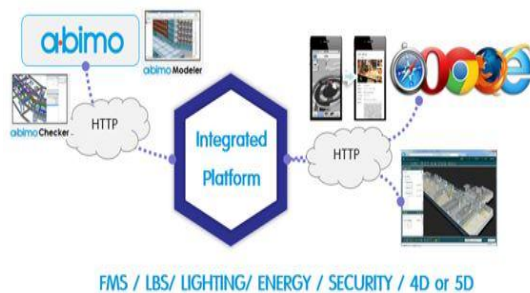 abimo
abimo Modeler
abimo Checker
HTTP
Integrated
Platform
HTTP
FMS / LBS/ LIGHTING/ ENERGY / SECURITY / 4D or 5D